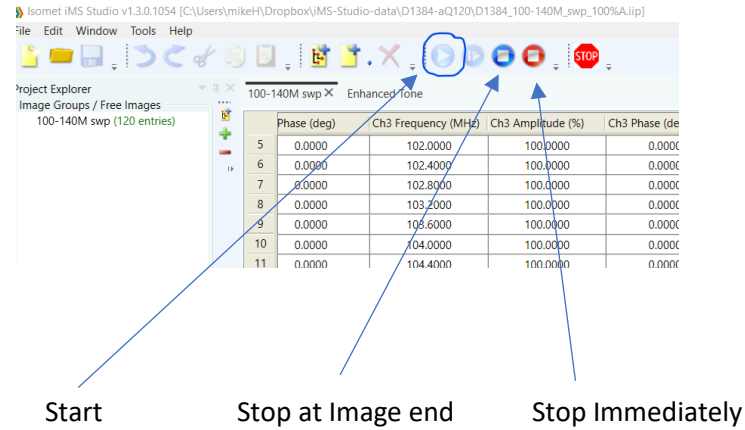 Isomet iMS Studio v1.3.0.1054 [C:\Users\mikeH\Dropbox\iMS-Studio-data\D1384-aQ120\D1384_100-140M_swp_100%A.iip]
File Edit Window Tools Help
STOP
Project Explorer
100-140M swp Enhanced Tone
Image Groups / Free Images
100-140M swp (120 entries)
Phase (deg) Ch3 Frequency (MHz) Ch3 Amplitude (%) Ch3 Phase (de
5 0.0000 102.0000 100.0000 0.0000
6 0.0000 102.4000 100.0000 0.0000
7 0.0000 102.8000 100.0000 0.0000
8 0.0000 103.2000 100.0000 0.0000
9 0.0000 103.6000 100.0000 0.0000
10 0.0000 104.0000 100.0000 0.0000
11 0.0000 104.4000 100.0000 0.0000
Start Stop at Image end Stop Immediately